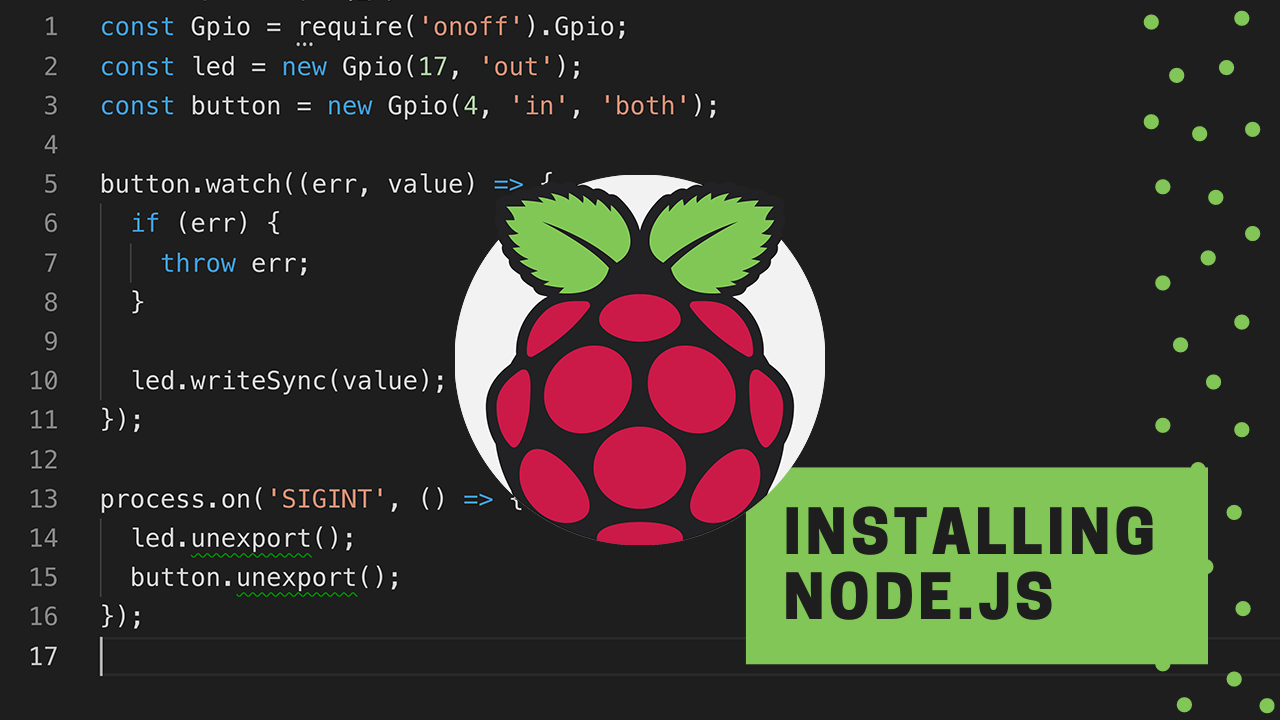 1 const Gpio = require('onoff').Gpio;
2 const led = new Gpio(17, 'out');
3 const button = new Gpio(4, 'in', 'both');
4
5 button.watch((err, value) => {
6 if (err) {
7 throw err;
8 }
9
10 led.writeSync(value);
11 });
12
13 process.on('SIGINT', () => {
14 led.unexport();
15 button.unexport();
16 });
17
INSTALLING
NODE.JS